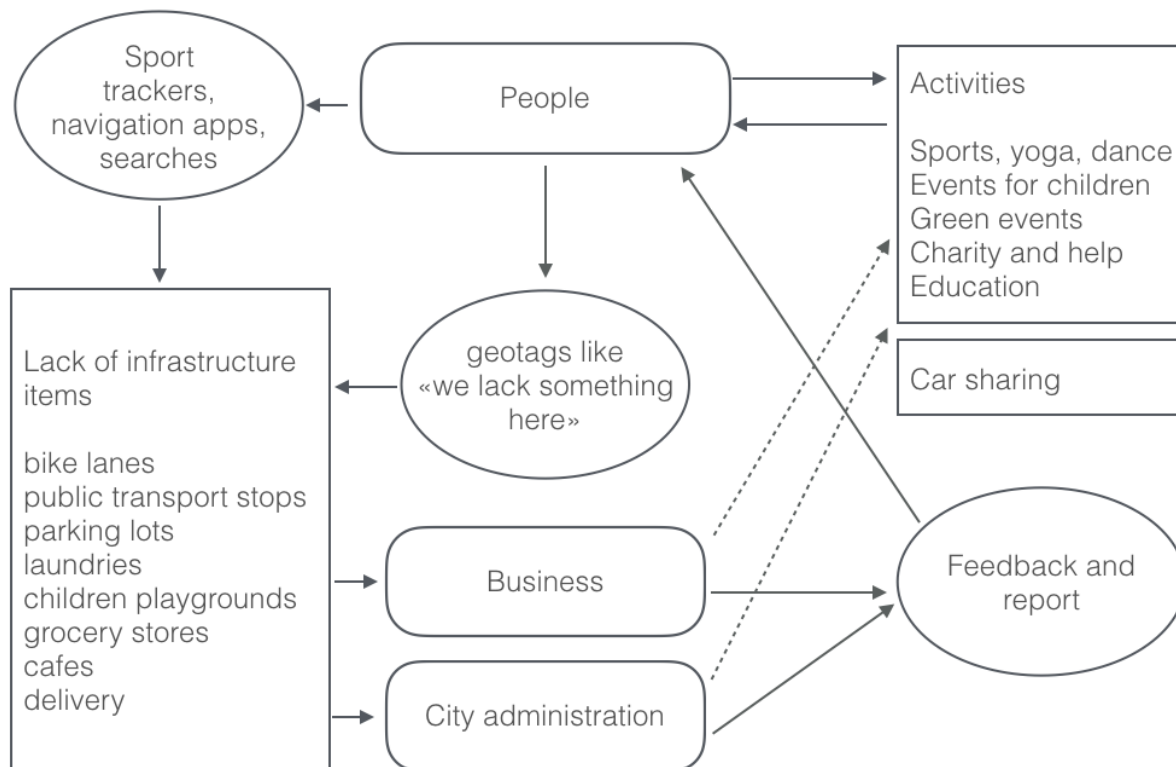 Sport
trackers,
navigation apps,
searches
People
Activities
Sports, yoga, dance
Events for children
Green events
Charity and help
Education
Car sharing
geotags like
«we lack something
here»
Lack of infrastructure
items
bike lanes
public transport stops
parking lots
laundries
children playgrounds
grocery stores
cafes
delivery
Business
City administration
Feedback and
report